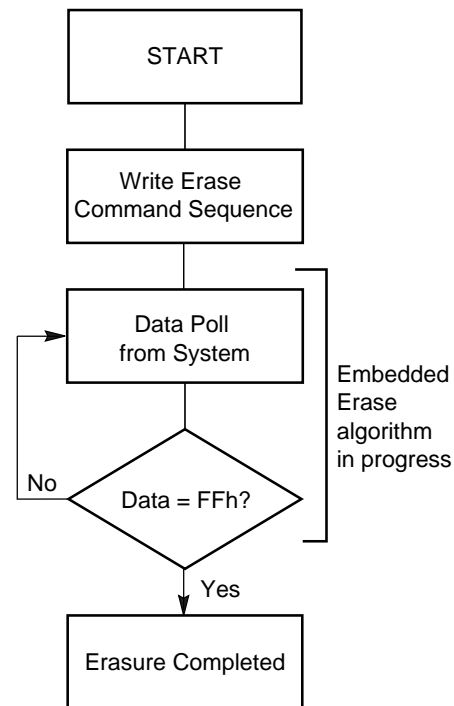 START
Write Erase
Command Sequence
Data Poll
from System
Embedded
Erase
algorithm
in progress
No
Data = FFh?
Yes
Erasure Completed